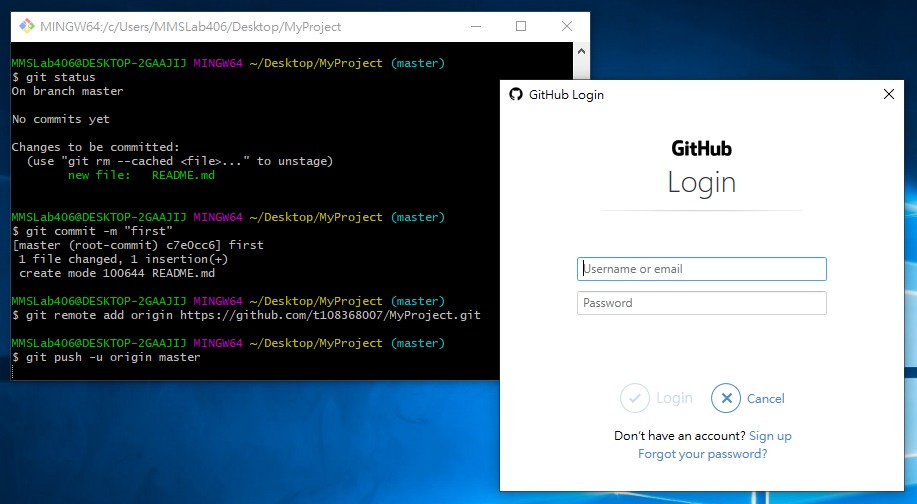 MINGW64:/c/Users/MMSLab406/Desktop/MyProject
MMSLab406@DESKTOP-2GAAJIJ MINGW64 ~/Desktop/MyProject (master)
$ git status
On branch master
No commits yet
Changes to be committed:
(use "git rm --cached <file>..." to unstage)
new file: README.md
MMSLab406@DESKTOP-2GAAJIJ MINGW64 ~/Desktop/MyProject (master)
$ git commit -m "first"
[master (root-commit) c7e0cc6] first
1 file changed, 1 insertion(+)
create mode 100644 README.md
MMSLab406@DESKTOP-2GAAJIJ MINGW64 ~/Desktop/MyProject (master)
$ git remote add origin https://github.com/t108368007/MyProject.git
MMSLab406@DESKTOP-2GAAJIJ MINGW64 ~/Desktop/MyProject (master)
$ git push -u origin master
GitHub Login
GitHub
Login
Username or email
Password
Login Cancel
Don't have an account? Sign up
Forgot your password?